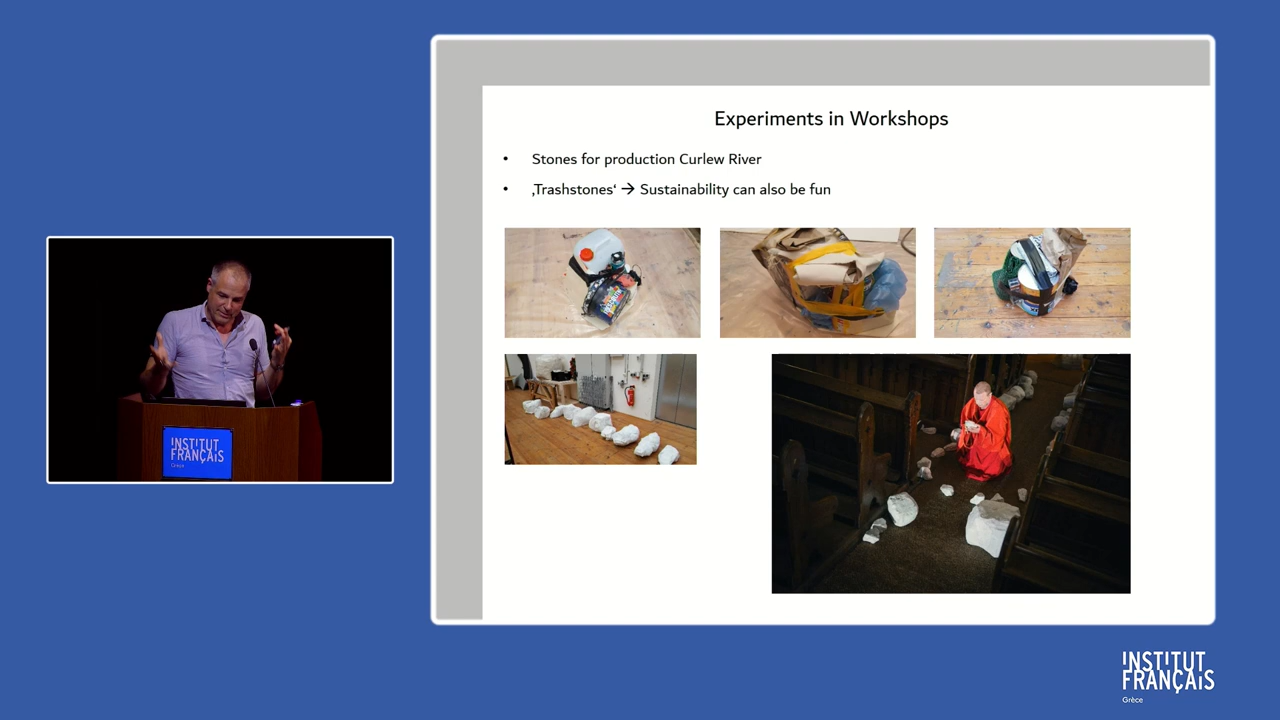 Experiments in Workshops
• Stones for production Curlew River
• ‚Trashstones‘ → Sustainability can also be fun
INSTITUT
FRANÇAIS
Grèce
INSTITUT
FRANÇAIS
Grèce